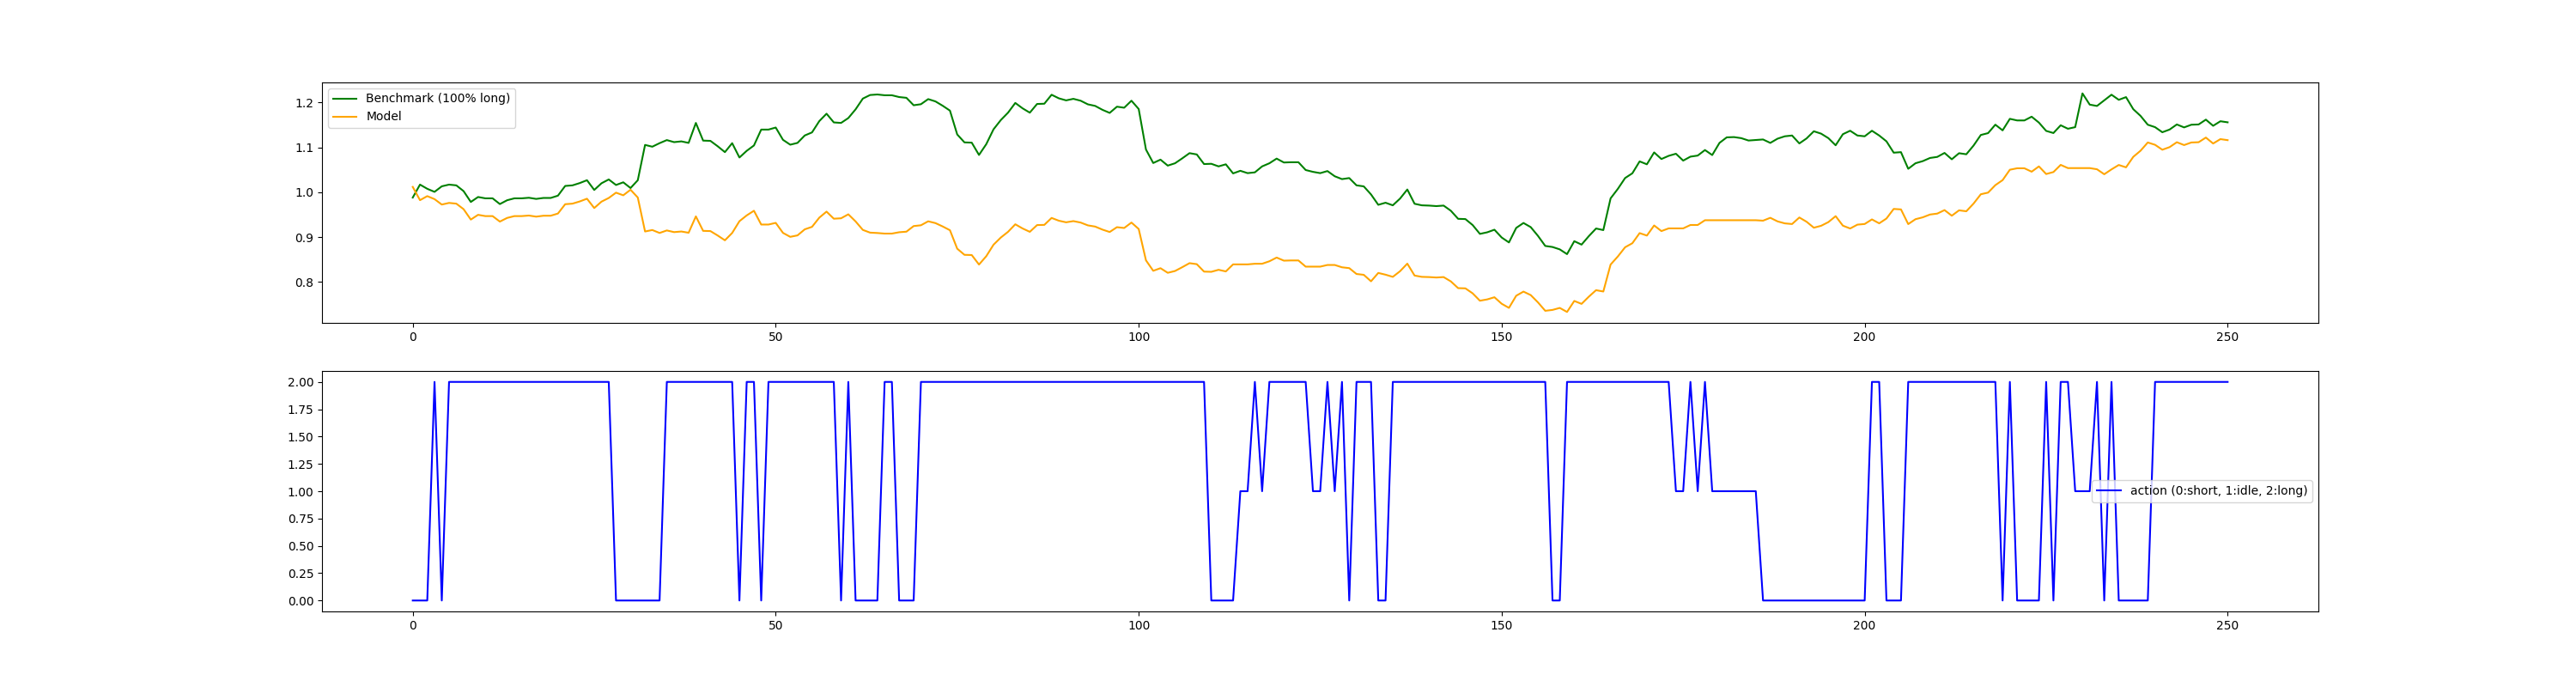 Benchmark (100% long)
Model
1.2
1.1
1.0
0.9
0.8
0 50 100 150 200 250
2.00
1.75
1.50
1.25
1.00
0.75
0.50
0.25
0.00
action (0:short, 1:idle, 2:long)
0 50 100 150 200 250